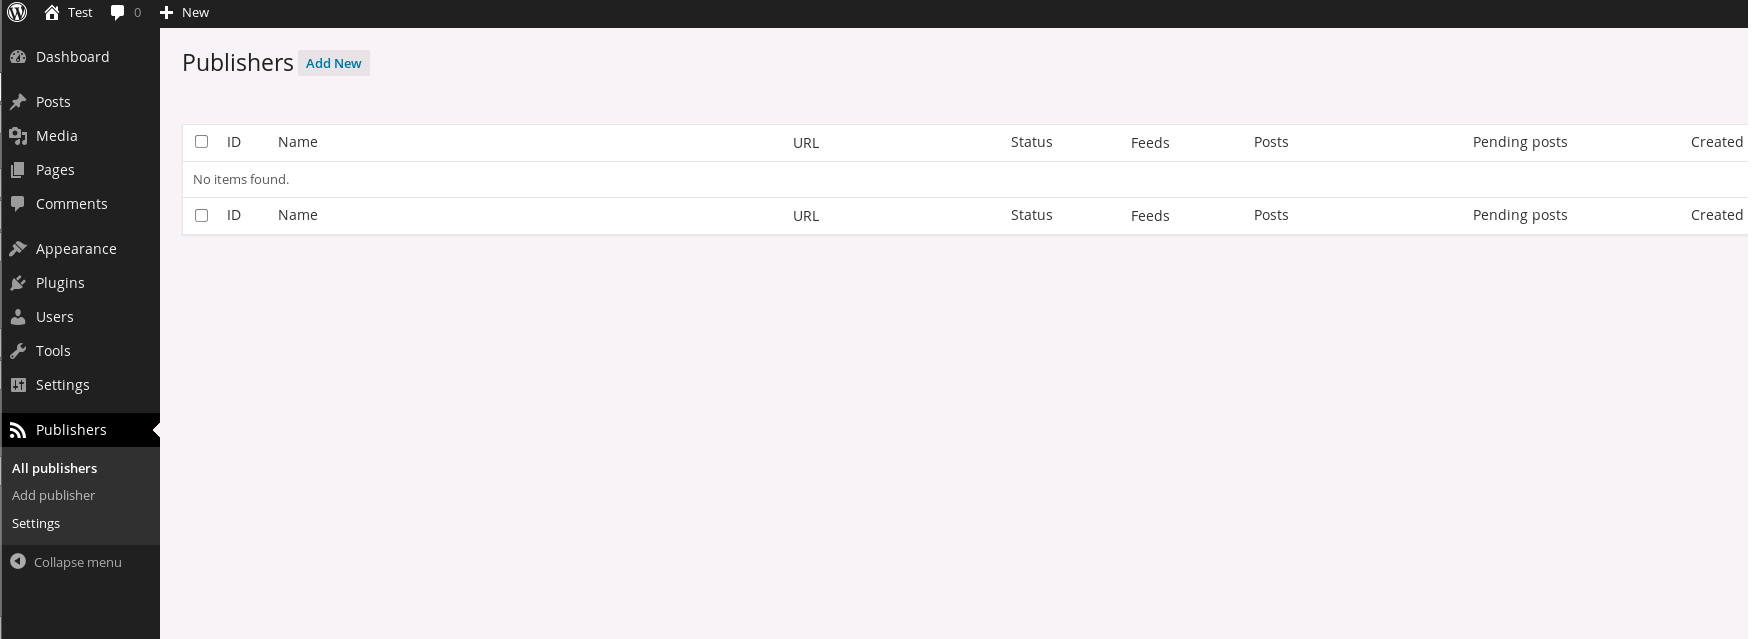 Test 0 New
Dashboard
Posts
Media
Pages
Comments
Appearance
Plugins
Users
Tools
Settings
Publishers
All publishers
Add publisher
Settings
Collapse menu
Publishers Add New
ID Name URL Status Feeds Posts Pending posts Created
No items found.
ID Name URL Status Feeds Posts Pending posts Created